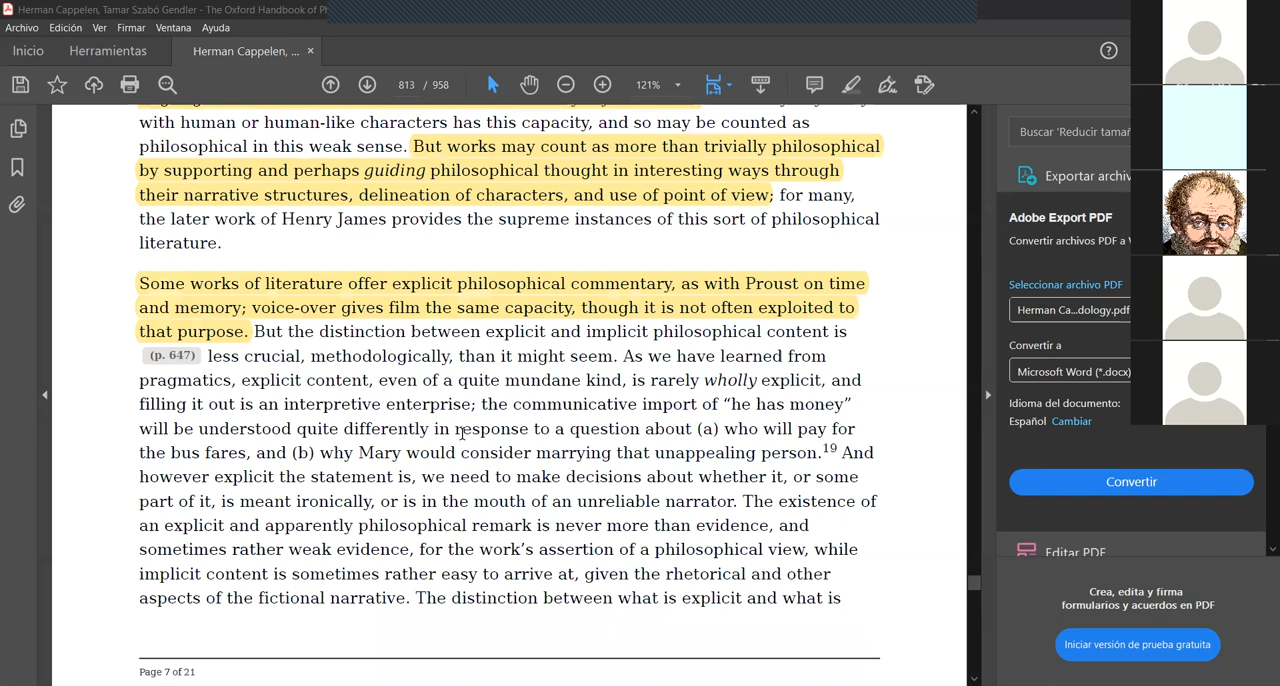 Herman Cappelen, Tamar Szabó Gendler - The Oxford Handbook of Ph
Archivo Edición Ver Firmar Ventana Ayuda
Inicio Herramientas Herman Cappelen, ... ×
813 / 958 121%
with human or human-like characters has this capacity, and so may be counted as
philosophical in this weak sense. But works may count as more than trivially philosophical
by supporting and perhaps guiding philosophical thought in interesting ways through
their narrative structures, delineation of characters, and use of point of view; for many,
the later work of Henry James provides the supreme instances of this sort of philosophical
literature.
Some works of literature offer explicit philosophical commentary, as with Proust on time
and memory; voice-over gives film the same capacity, though it is not often exploited to
that purpose. But the distinction between explicit and implicit philosophical content is
(p. 647) less crucial, methodologically, than it might seem. As we have learned from
pragmatics, explicit content, even of a quite mundane kind, is rarely wholly explicit, and
filling it out is an interpretive enterprise; the communicative import of “he has money”
will be understood quite differently in response to a question about (a) who will pay for
the bus fares, and (b) why Mary would consider marrying that unappealing person.19 And
however explicit the statement is, we need to make decisions about whether it, or some
part of it, is meant ironically, or is in the mouth of an unreliable narrator. The existence of
an explicit and apparently philosophical remark is never more than evidence, and
sometimes rather weak evidence, for the work’s assertion of a philosophical view, while
implicit content is sometimes rather easy to arrive at, given the rhetorical and other
aspects of the fictional narrative. The distinction between what is explicit and what is
Page 7 of 21
Buscar 'Reducir tamañ
Exportar archiv
Adobe Export PDF
Convertir archivos PDF a
Seleccionar archivo PDF
Herman Ca...dology.pdf
Convertir a
Microsoft Word (*.docx)
Idioma del documento:
Español Cambiar
Convertir
Editar PDF
Crea, edita y firma
formularios y acuerdos en PDF
Iniciar versión de prueba gratuita